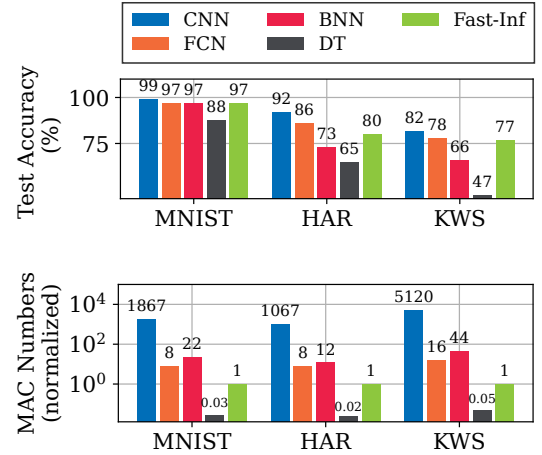 CNN BNN Fast-Inf
FCN DT
Test Accuracy
(%)
100
75
99 97 97 88 97
92 86 73 65 80
82 78 66 47 77
MNIST HAR KWS
MAC Numbers
(normalized)
10^4
10^2
10^0
1867 8 22 0.03 1
1067 8 12 0.02 1
5120 16 44 0.05 1
MNIST HAR KWS